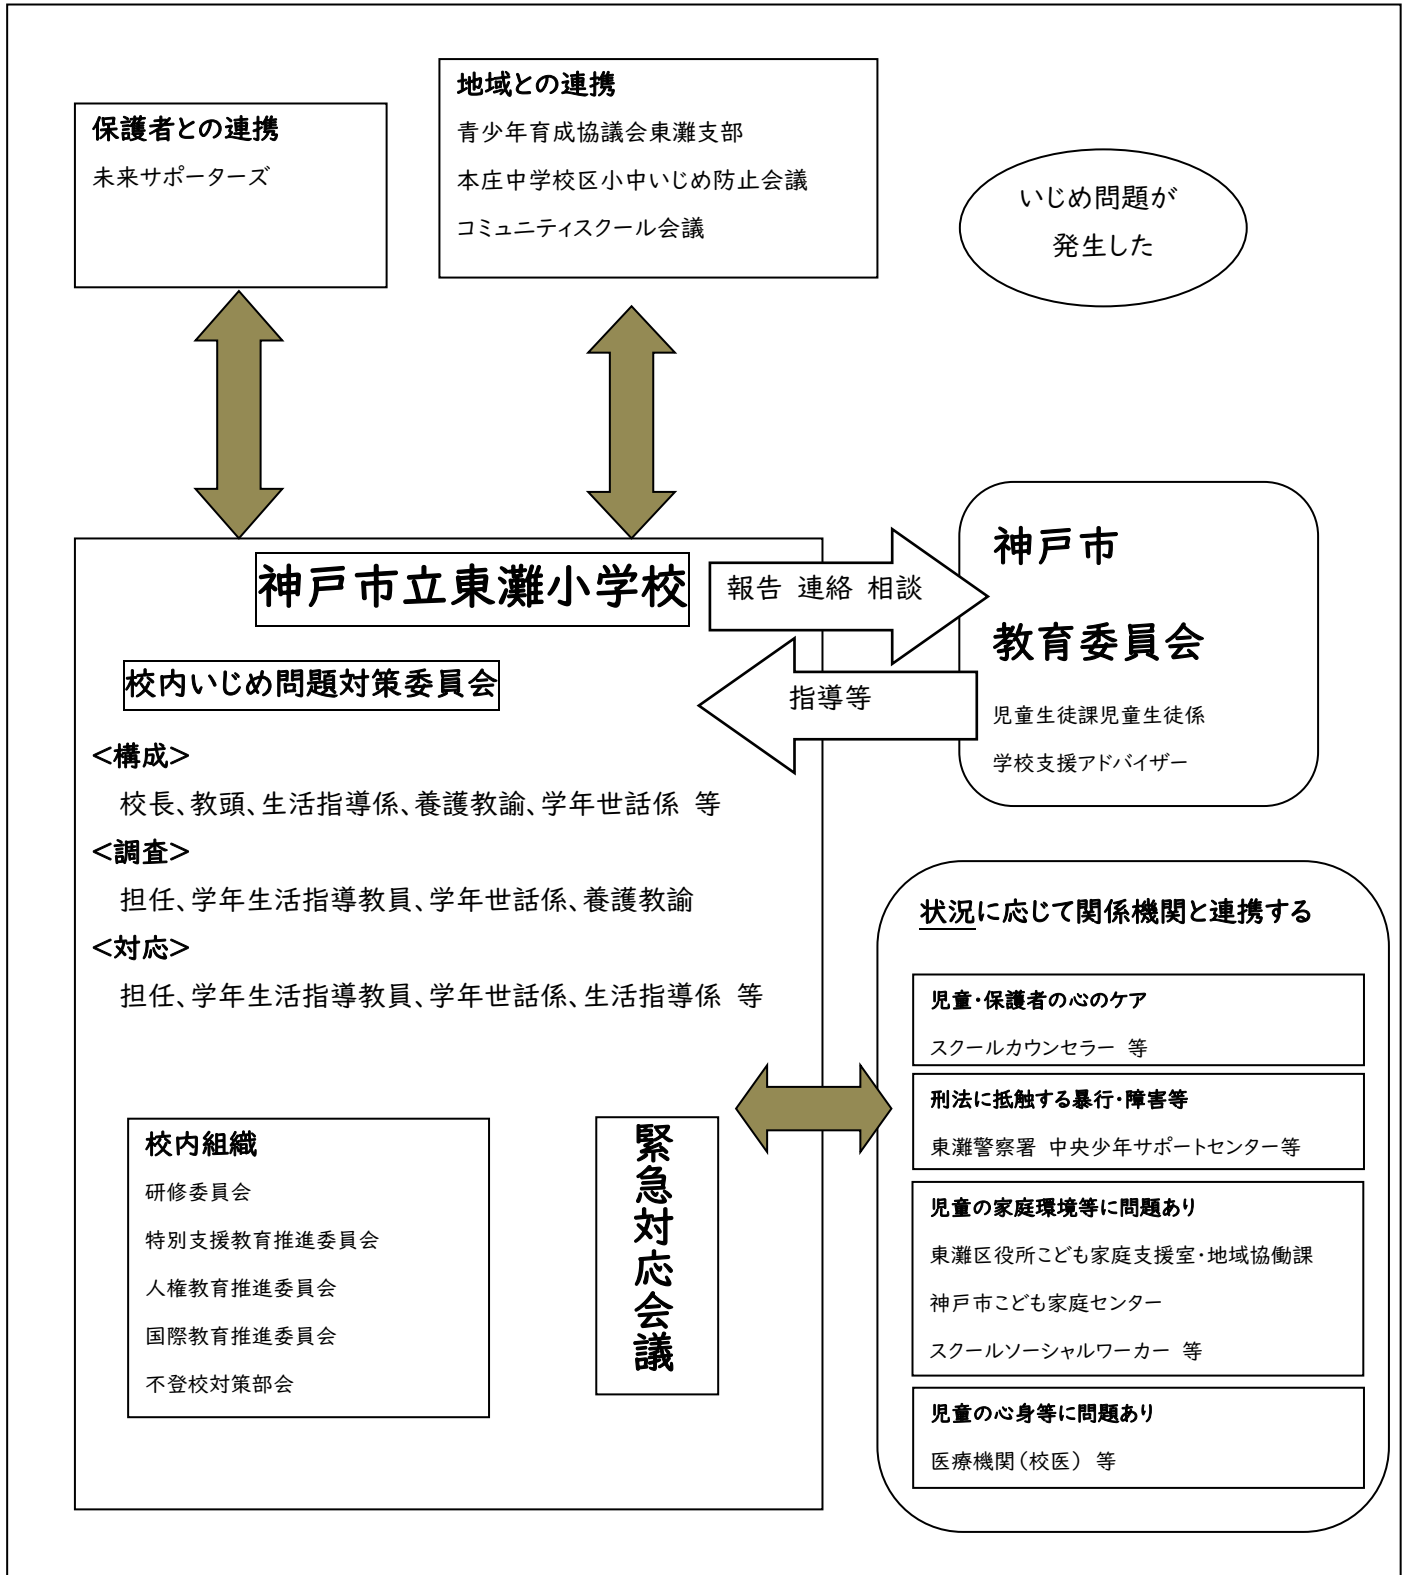 保護者との連携
未来サポーターズ
地域との連携
青少年育成協議会東灘支部
本庄中学校区小中いじめ防止会議
コミュニティスクール会議
いじめ問題が
発生した
神戸市立東灘小学校
報告 連絡 相談
指導等
神戸市
教育委員会
児童生徒課児童生徒係
学校支援アドバイザー
校内いじめ問題対策委員会
<構成>
校長、教頭、生活指導係、養護教諭、学年世話係 等
<調査>
担任、学年生活指導教員、学年世話係、養護教諭
<対応>
担任、学年生活指導教員、学年世話係、生活指導係 等
校内組織
研修委員会
特別支援教育推進委員会
人権教育推進委員会
国際教育推進委員会
不登校対策部会
緊急対応会議
状況に応じて関係機関と連携する
児童・保護者の心のケア
スクールカウンセラー 等
刑法に抵触する暴行・障害等
東灘警察署 中央少年サポートセンター等
児童の家庭環境等に問題あり
東灘区役所こども家庭支援室・地域協働課
神戸市こども家庭センター
スクールソーシャルワーカー 等
児童の心身等に問題あり
医療機関(校医) 等